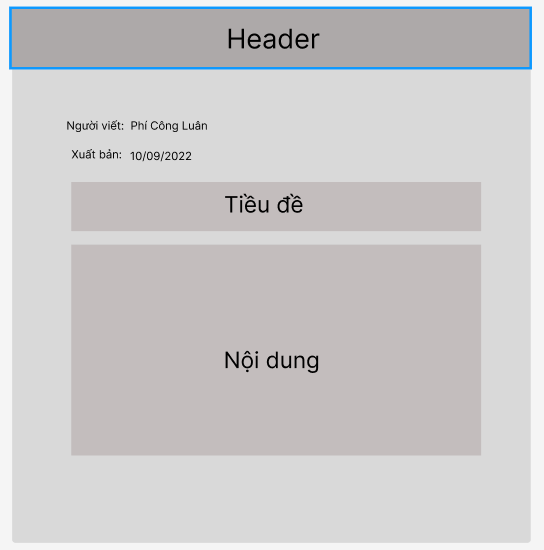 Header
Người viết: Phí Công Luân
Xuất bản: 10/09/2022
Tiều đề
Nội dung